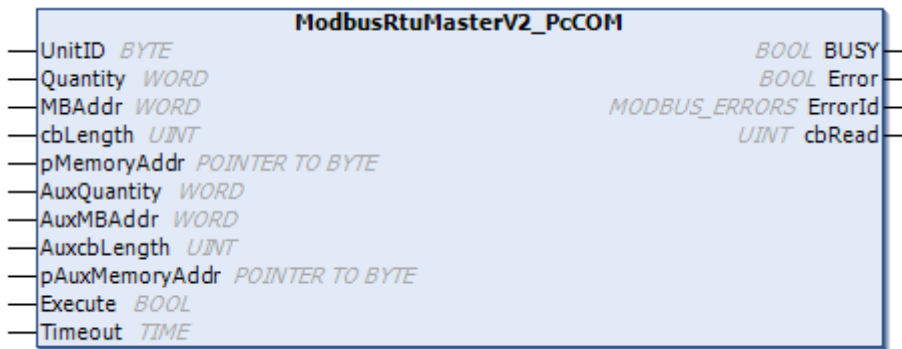 ModbusRtuMasterV2_PcCOM
UnitID BYTE BOOL BUSY
Quantity WORD BOOL Error
MBAddr WORD MODBUS_ERRORS ErrorId
cbLength UINT UINT cbRead
pMemoryAddr POINTER TO BYTE
AuxQuantity WORD
AuxMBAddr WORD
AuxcbLength UINT
pAuxMemoryAddr POINTER TO BYTE
Execute BOOL
Timeout TIME